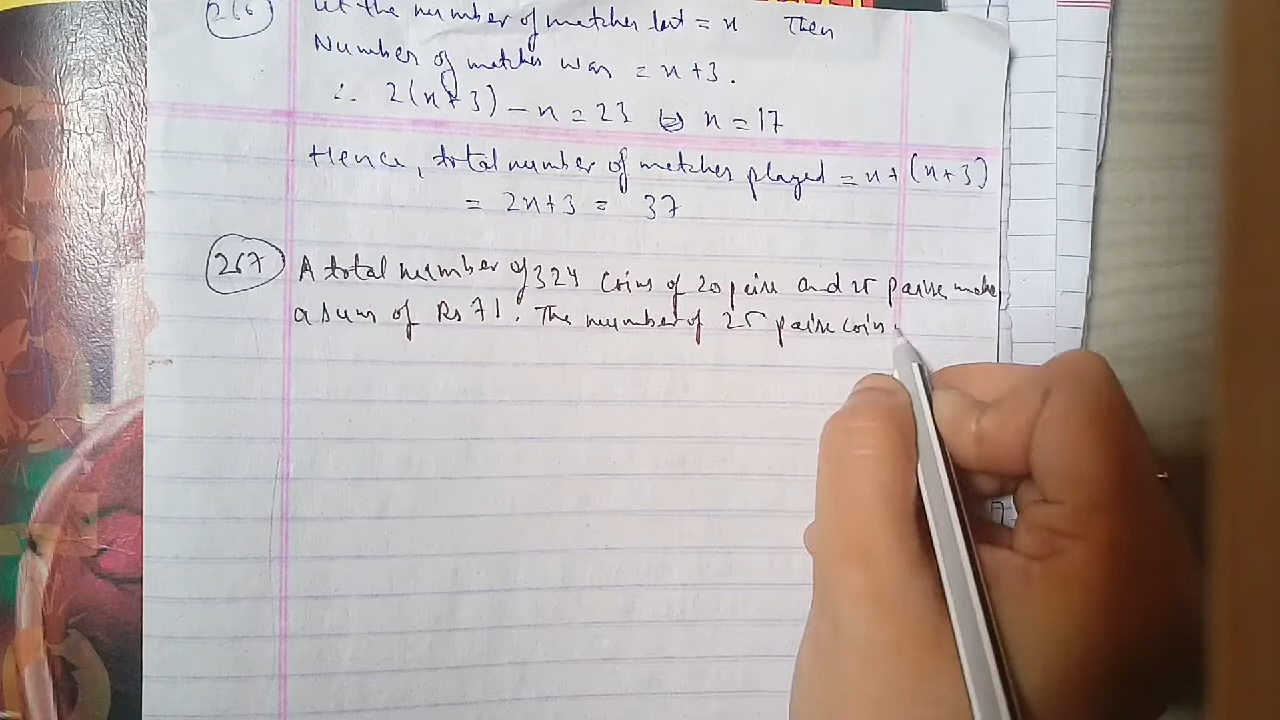 266 Let the number of matches lost = x Then
Number of matches won = x+3.
∴ 2(x+3) - x = 23 ⇔ x = 17
Hence, total number of matches played = x + (x+3)
= 2x+3 = 37
267 A total number of 324 coins of 20 paise and 25 paise make
a sum of Rs 71. The number of 25 paise coins